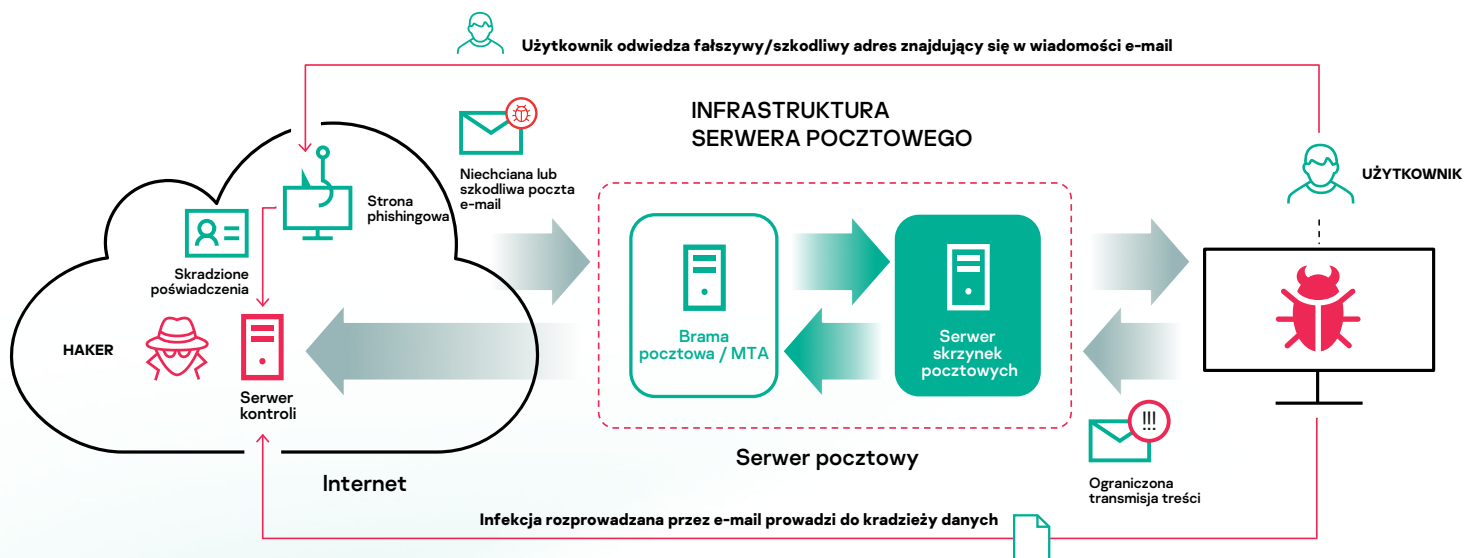 Użytkownik odwiedza fałszywy/szkodliwy adres znajdujący się w wiadomości e-mail
INFRASTRUKTURA
SERWERA POCZTOWEGO
Niechciana lub
szkodliwa poczta
e-mail
UŻYTKOWNIK
Strona
phishingowa
Skradzione
poświadczenia
HAKER
Serwer
kontroli
Brama
pocztowa / MTA
Serwer
skrzynek
pocztowych
!!!
Serwer pocztowy
Internet
Ograniczona
transmisja treści
Infekcja rozprowadzana przez e-mail prowadzi do kradzieży danych